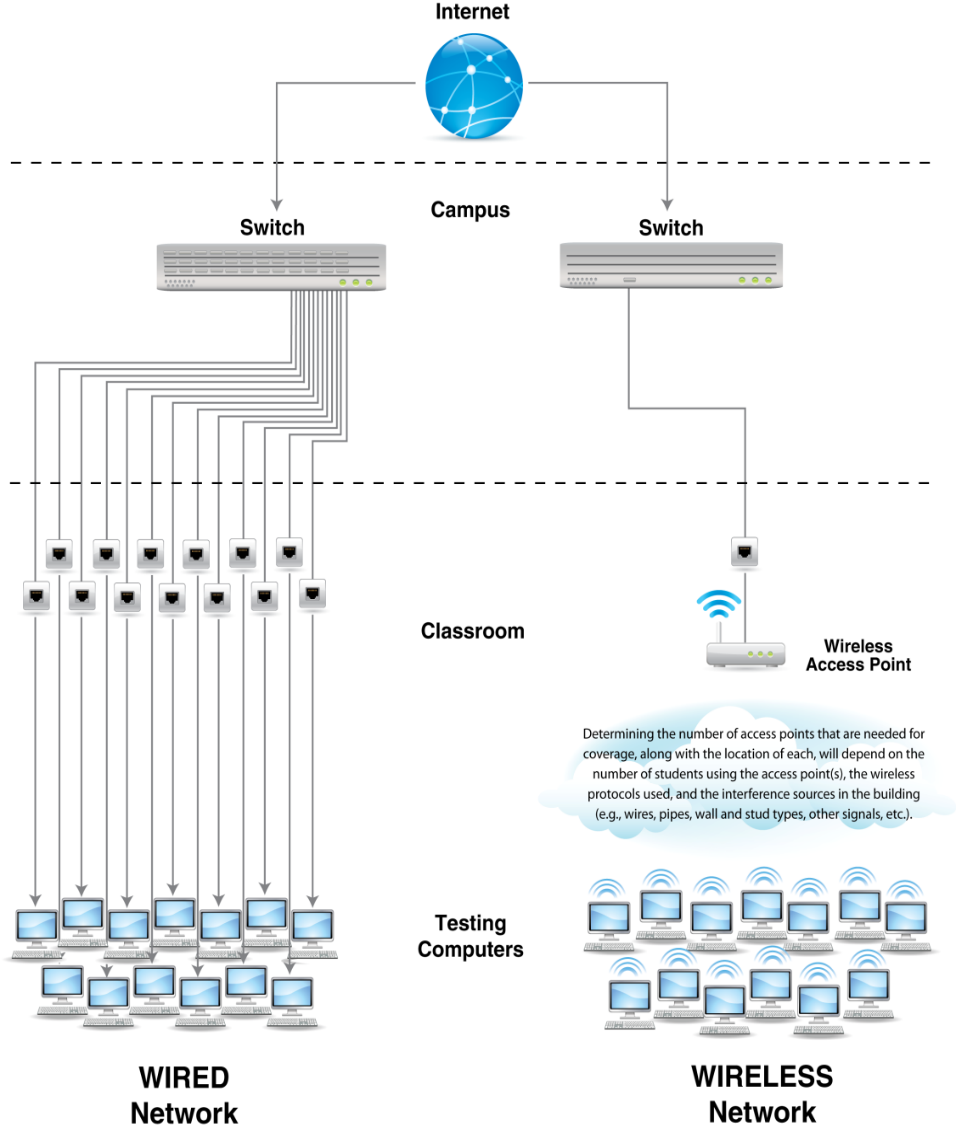 Internet
Campus
Switch
Switch
Classroom
Wireless
Access Point
Determining the number of access points that are needed for
coverage, along with the location of each, will depend on the
number of students using the access point(s), the wireless
protocols used, and the interference sources in the building
(e.g., wires, pipes, wall and stud types, other signals, etc.).
Testing
Computers
WIRED
Network
WIRELESS
Network